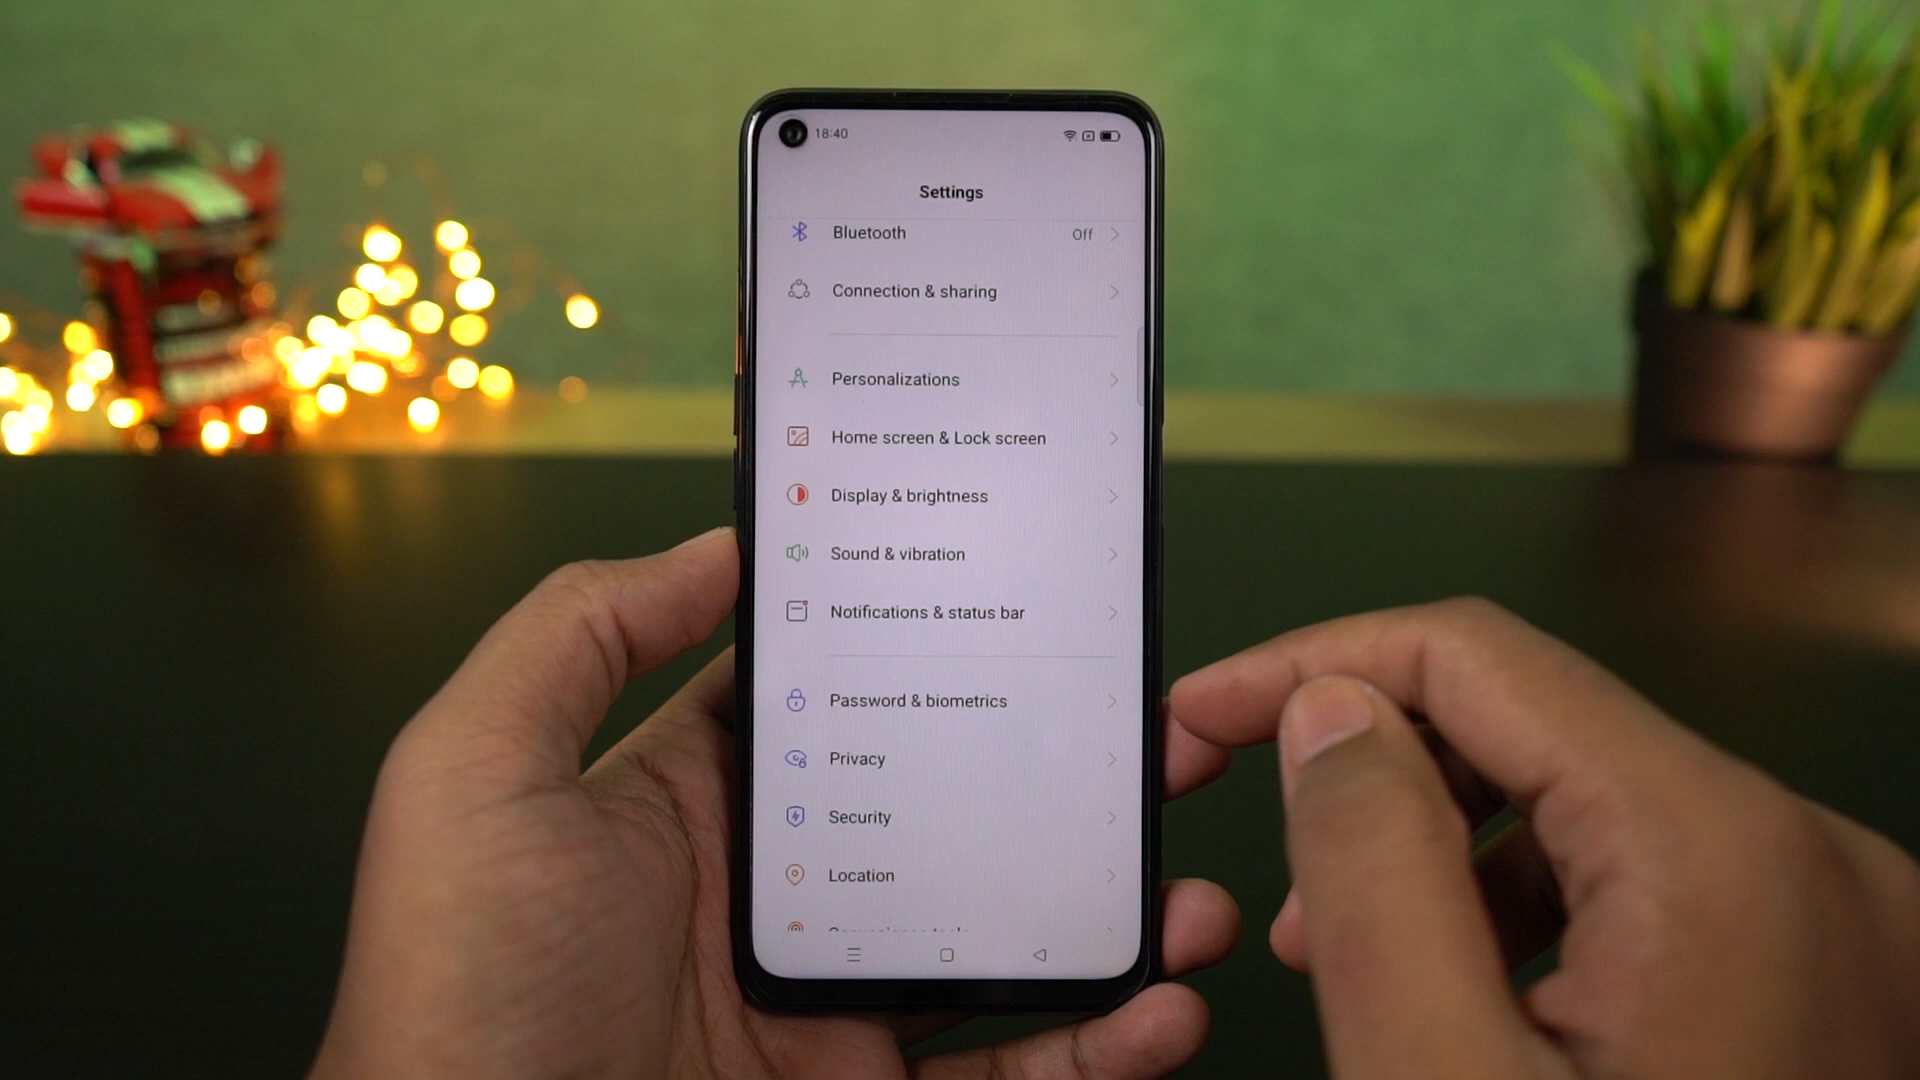 18:40
Settings
Bluetooth Off
Connection & sharing
Personalizations
Home screen & Lock screen
Display & brightness
Sound & vibration
Notifications & status bar
Password & biometrics
Privacy
Security
Location